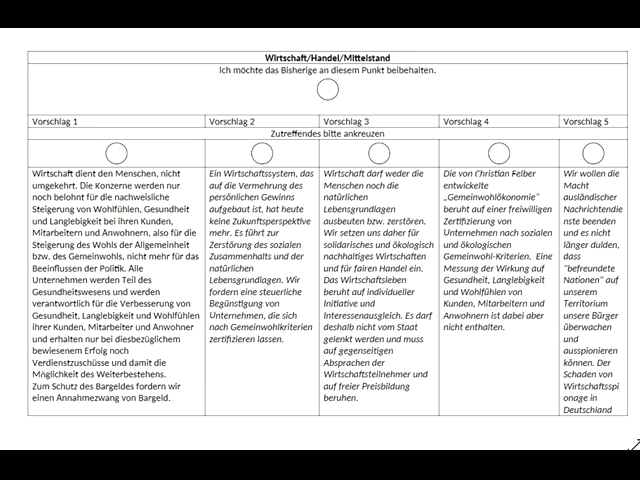 Wirtschaft/Handel/Mittelstand
Ich möchte das Bisherige an diesem Punkt beibehalten.
Vorschlag 1
Vorschlag 2
Vorschlag 3
Vorschlag 4
Vorschlag 5
Zutreffendes bitte ankreuzen
Wirtschaft dient den Menschen, nicht
umgekehrt. Die Konzerne werden nur
noch belohnt für die nachweisliche
Steigerung von Wohlfühlen, Gesundheit
und Langlebigkeit bei ihren Kunden,
Mitarbeitern und Anwohnern, also für die
Steigerung des Wohls der Allgemeinheit
bzw. des Gemeinwohls, nicht mehr für das
Beeinflussen der Politik. Alle
Unternehmen werden Teil des
Gesundheitswesens und werden
verantwortlich für die Verbesserung von
Gesundheit, Langlebigkeit und Wohlfühlen
ihrer Kunden, Mitarbeiter und Anwohner
und erhalten nur bei diesbezüglichem
bewiesenem Erfolg noch
Verdienstzuschüsse und damit die
Möglichkeit des Weiterbestehens.
Zum Schutz des Bargeldes fordern wir
einen Annahmezwang von Bargeld.
Ein Wirtschaftssystem, das
auf die Vermehrung des
persönlichen Gewinns
aufgebaut ist, hat heute
keine Zukunftsperspektive
mehr. Es führt zur
Zerstörung des sozialen
Zusammenhalts und der
natürlichen
Lebensgrundlagen. Wir
fordern eine steuerliche
Begünstigung von
Unternehmen, die sich
nach Gemeinwohlkriterien
zertifizieren lassen.
Wirtschaft darf weder die
Menschen noch die
natürlichen
Lebensgrundlagen
ausbeuten bzw. zerstören.
Wir setzen uns daher für
solidarisches und ökologisch
nachhaltiges Wirtschaften
und für fairen Handel ein.
Das Wirtschaftsleben
beruht auf individueller
Initiative und
Interessenausgleich. Es darf
deshalb nicht vom Staat
gelenkt werden und muss
auf gegenseitigen
Absprachen der
Wirtschaftsteilnehmer und
auf freier Preisbildung
beruhen.
Die von Christian Felber
entwickelte
„Gemeinwohlökonomie“
beruht auf einer freiwilligen
Zertifizierung von
Unternehmen nach sozialen
und ökologischen
Gemeinwohl-Kriterien. Eine
Messung der Wirkung auf
Gesundheit, Langlebigkeit
und Wohlfühlen von
Kunden, Mitarbeitern und
Anwohnern ist dabei aber
nicht enthalten.
Wir wollen die
Macht
ausländischer
Nachrichtendie
nste beenden
und es nicht
länger dulden,
dass
"befreundete
Nationen" auf
unserem
Territorium
unsere Bürger
überwachen
und
ausspionieren
können. Der
Schaden von
Wirtschaftsspi
onage in
Deutschland